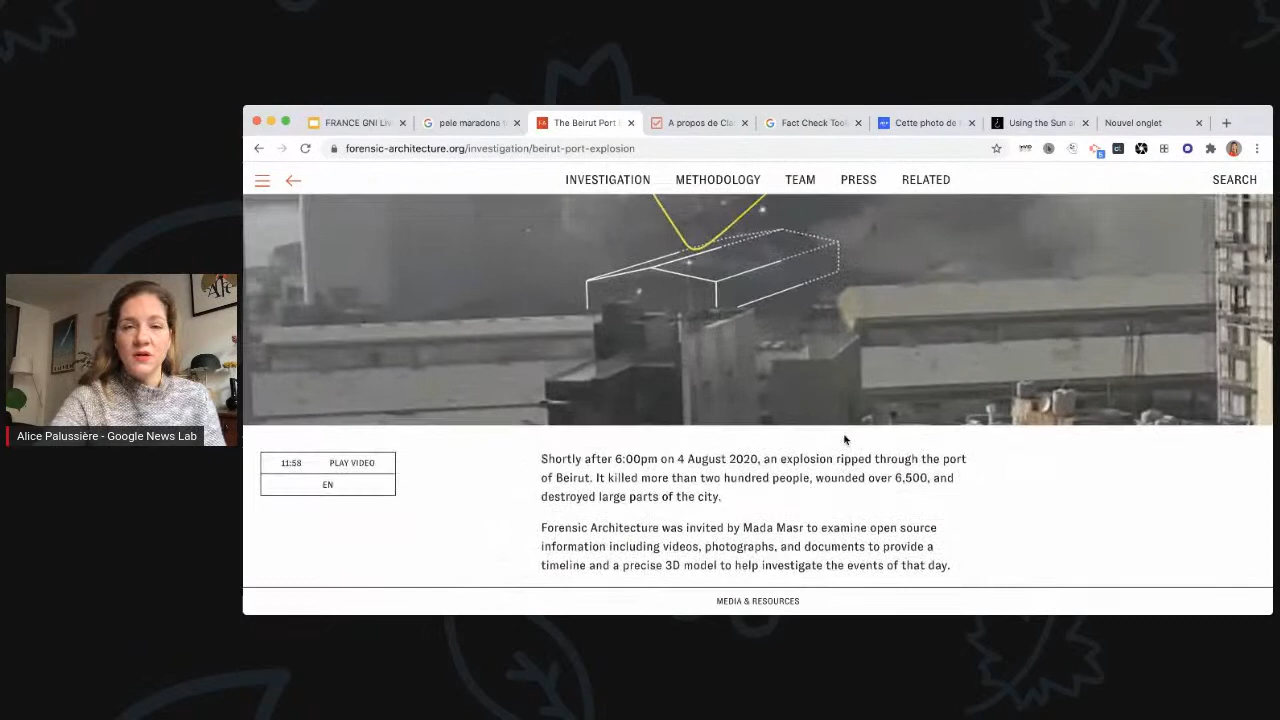 FRANCE GNI Liv
pele maradona t
The Beirut Port E
A propos de Cla
Fact Check Tool
Cette photo de
Using the Sun a
Nouvel onglet
forensic-architecture.org/investigation/beirut-port-explosion
INVESTIGATION METHODOLOGY TEAM PRESS RELATED SEARCH
Alice Palussière - Google News Lab
11:58 PLAY VIDEO
EN
Shortly after 6:00pm on 4 August 2020, an explosion ripped through the port
of Beirut. It killed more than two hundred people, wounded over 6,500, and
destroyed large parts of the city.
Forensic Architecture was invited by Mada Masr to examine open source
information including videos, photographs, and documents to provide a
timeline and a precise 3D model to help investigate the events of that day.
MEDIA & RESOURCES